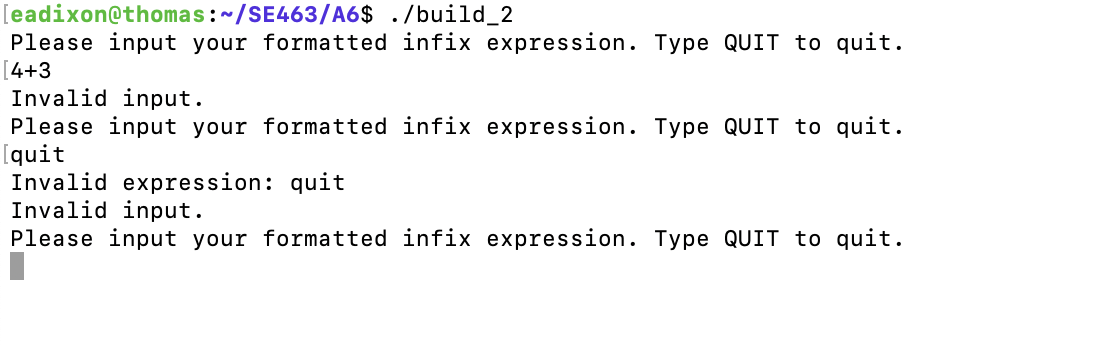 [eadixon@thomas:~/SE463/A6$ ./build_2
Please input your formatted infix expression. Type QUIT to quit.
[4+3
Invalid input.
Please input your formatted infix expression. Type QUIT to quit.
[quit
Invalid expression: quit
Invalid input.
Please input your formatted infix expression. Type QUIT to quit.